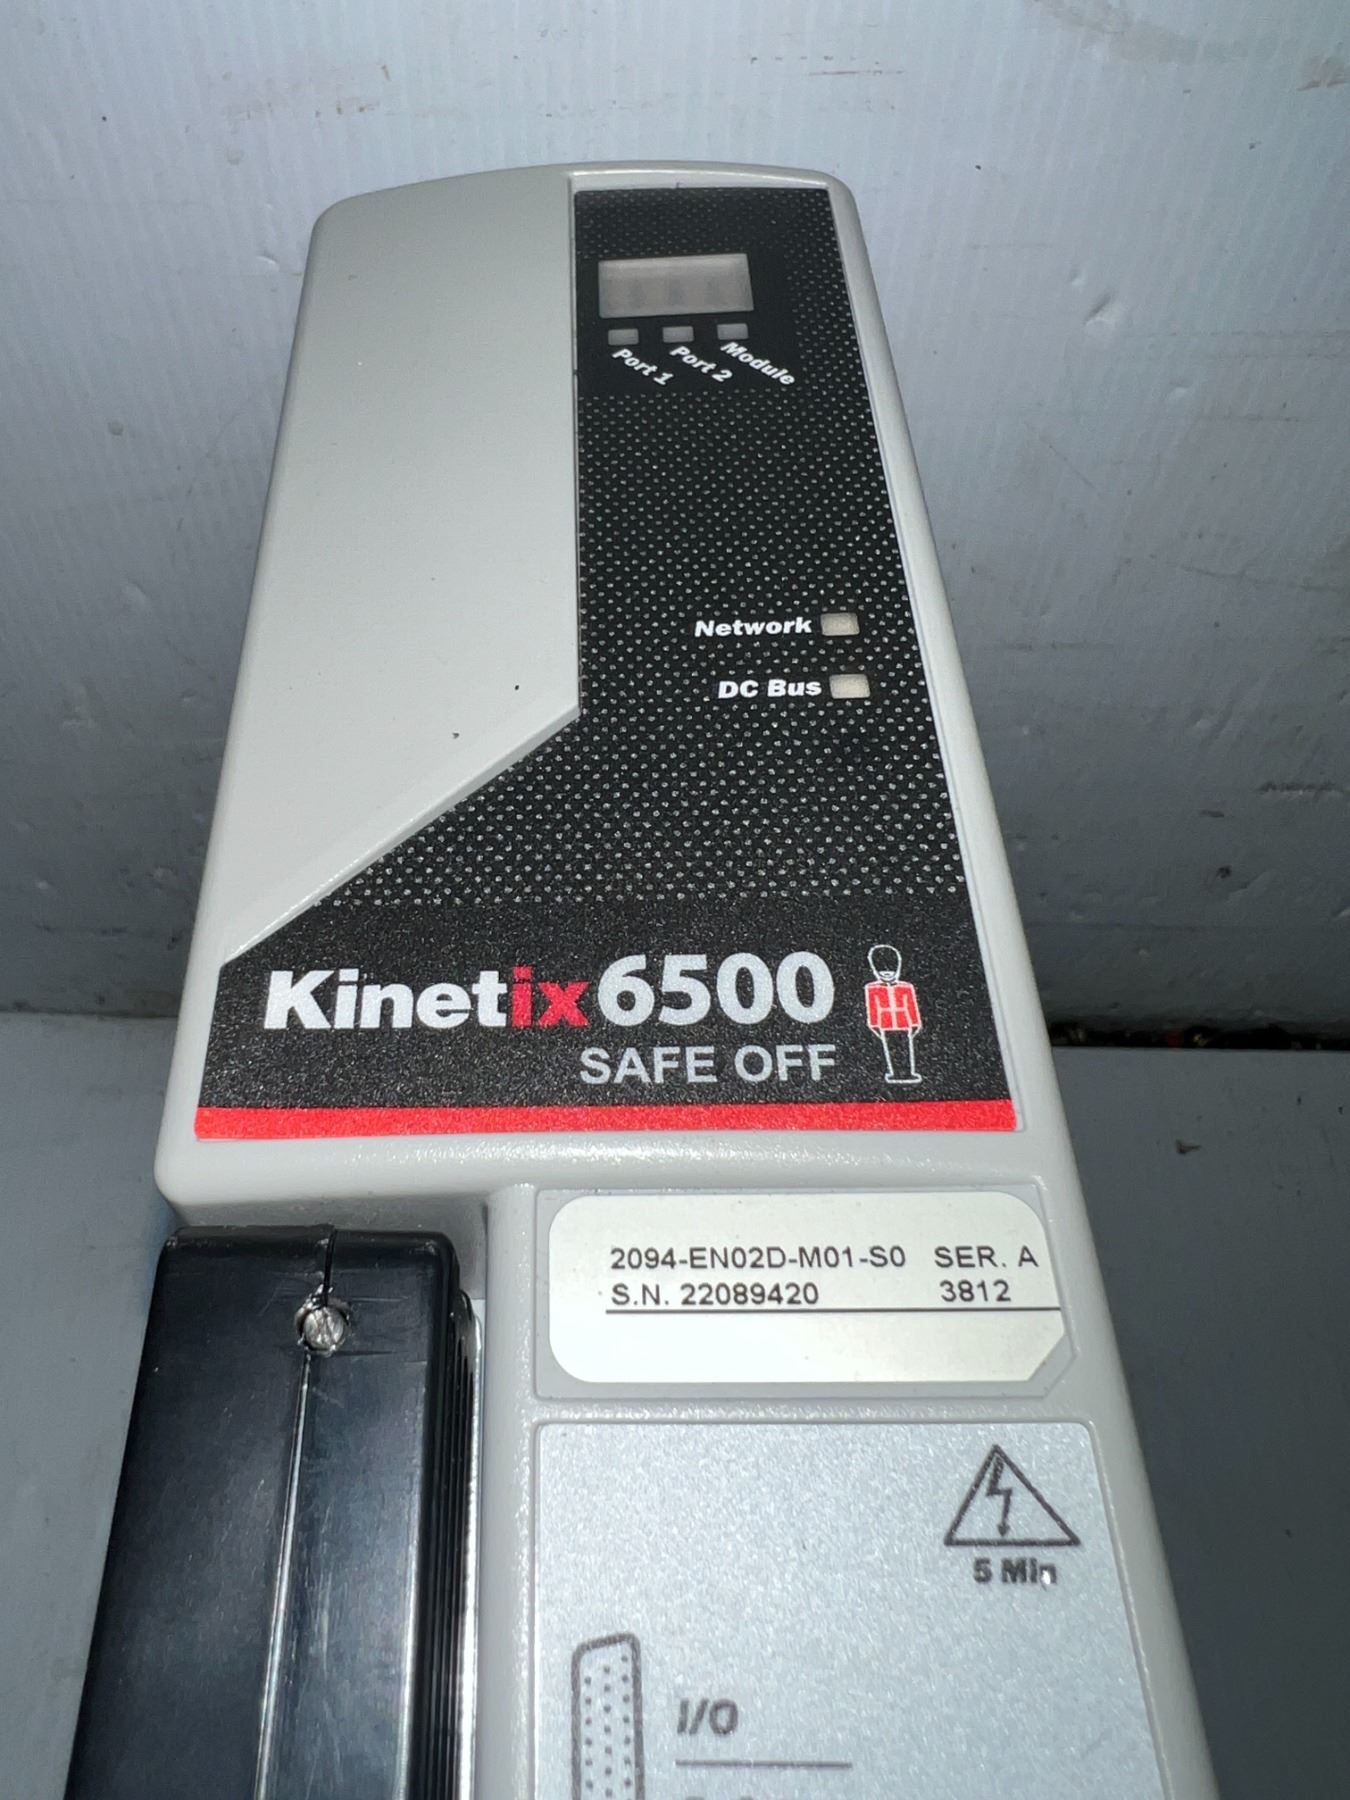 Port 1 Port 2 Module
Network
DC Bus
Kinetix 6500
SAFE OFF
2094-EN02D-M01-S0 SER. A
S.N. 22089420 3812
5 Min
I/O